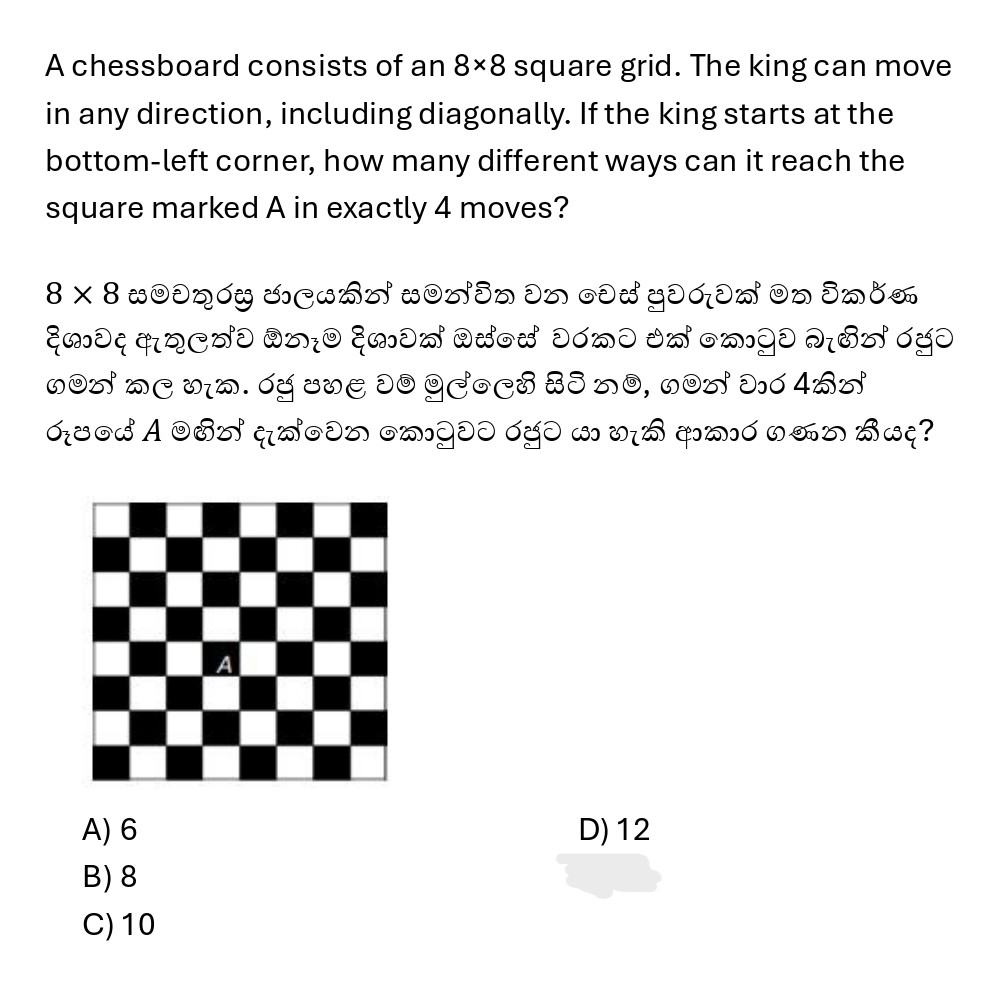 A chessboard consists of an 8×8 square grid. The king can move
in any direction, including diagonally. If the king starts at the
bottom-left corner, how many different ways can it reach the
square marked A in exactly 4 moves?
8 × 8 සමචතුරස්‍ර ජාලයකින් සමන්විත වන චෙස් පුවරුවක් මත විකර්ණ
දිශාවද ඇතුලත්ව ඕනෑම දිශාවක් ඔස්සේ වරකට එක් කොටුව බැඟින් රජුට
ගමන් කල හැක. රජු පහළ වම් මුල්ලෙහි සිටි නම්, ගමන් වාර 4කින්
රූපයේ A මඟින් දැක්වෙන කොටුවට රජුට යා හැකි ආකාර ගණන කීයද?
A
A) 6
B) 8
C) 10
D) 12